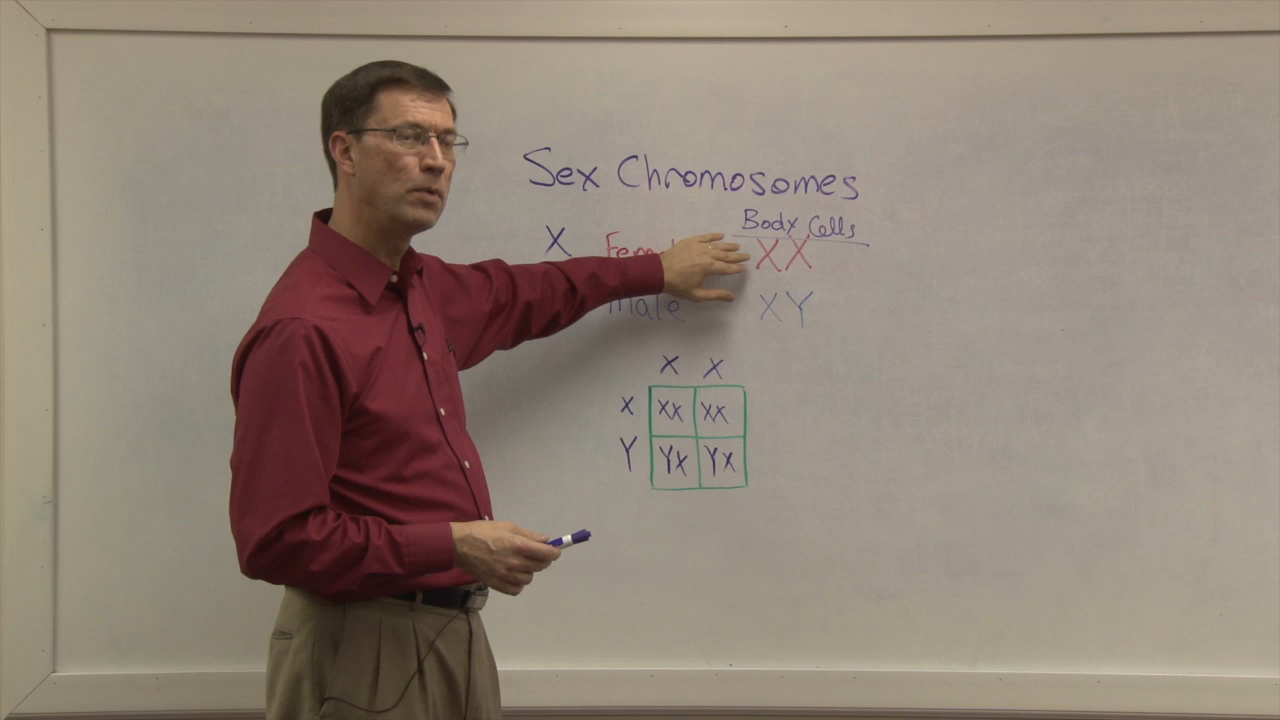 Sex Chromosomes
Body Cells
X XX
Male XY
X X
X XX XX
Y YX YX